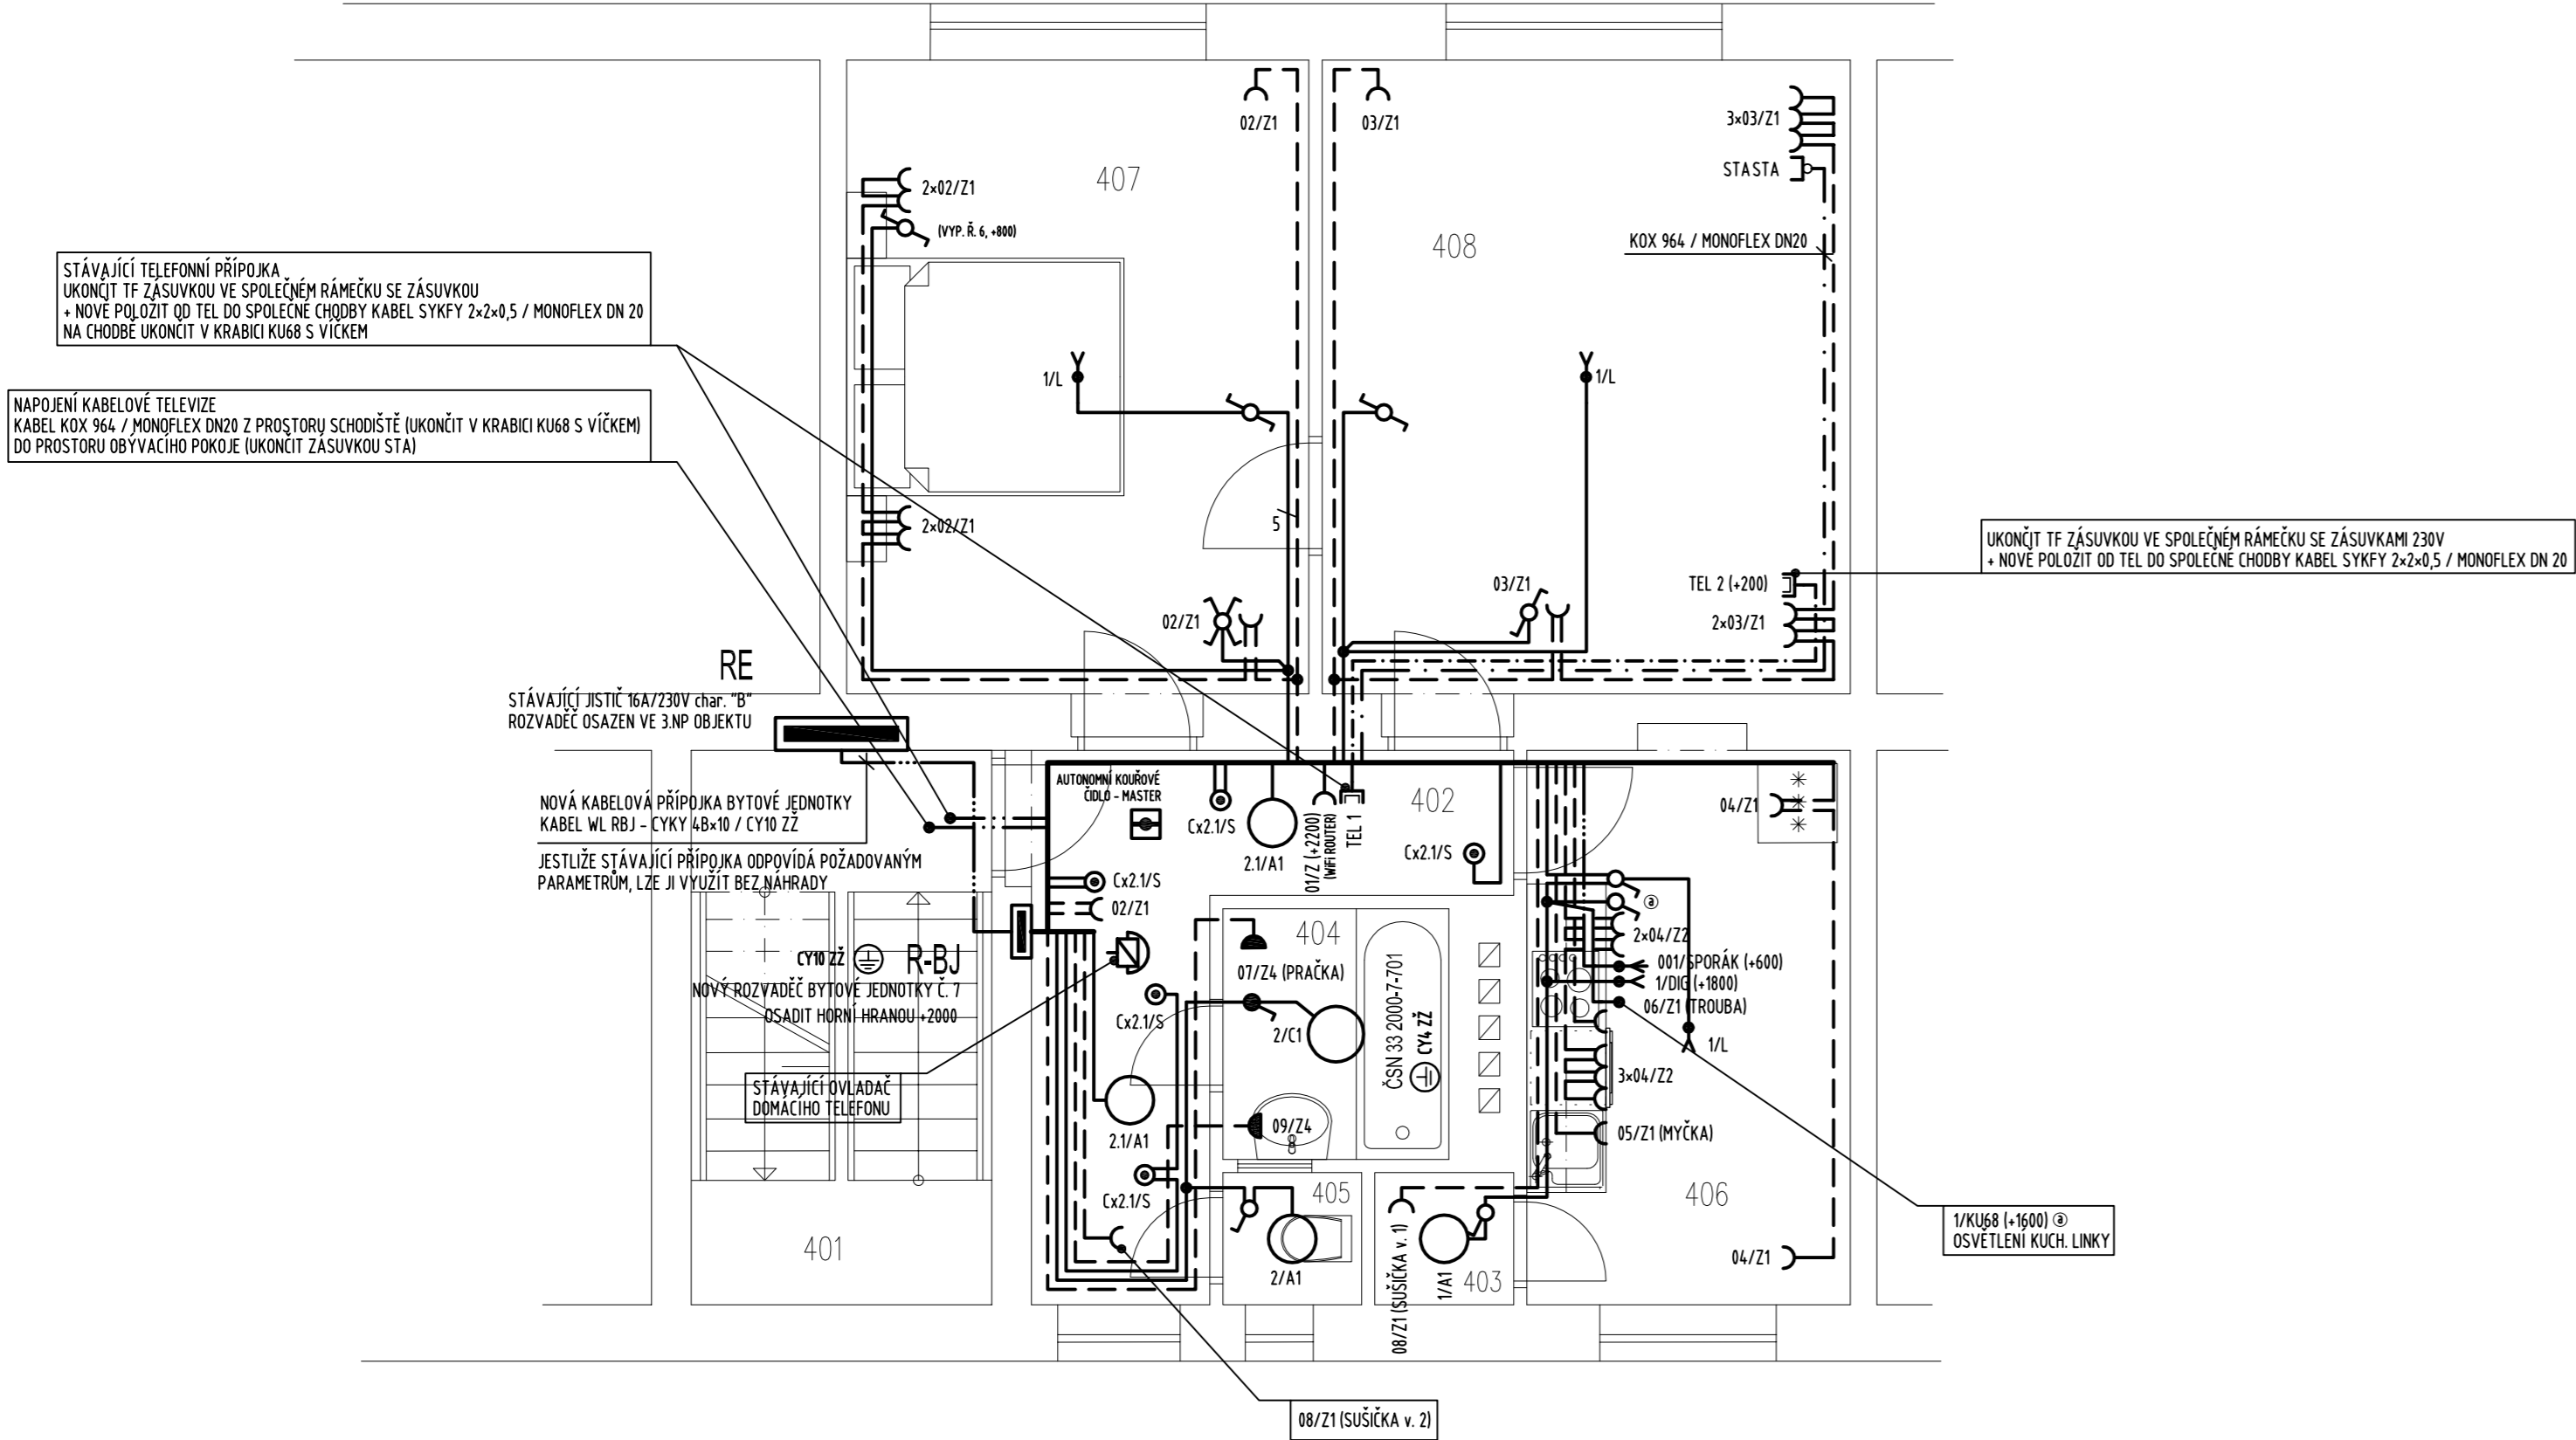 02/Z1
03/Z1
3×03/Z1
STASTA
407
2×02/Z1
(VYP. Ř. 6, +800)
408
KOX 964 / MONOFLEX DN20
STÁVAJÍCÍ TELEFONNÍ PŘÍPOJKA
UKONČIT TF ZÁSUVKOU VE SPOLEČNÉM RÁMEČKU SE ZÁSUVKOU
+ NOVĚ POLOŽIT OD TEL DO SPOLEČNÉ CHODBY KABEL SYKFY 2×2×0,5 / MONOFLEX DN 20
NA CHODBĚ UKONČIT V KRABICI KU68 S VÍČKEM
NAPOJENÍ KABELOVÉ TELEVIZE
KABEL KOX 964 / MONOFLEX DN20 Z PROSTORU SCHODIŠTĚ (UKONČIT V KRABICI KU68 S VÍČKEM)
DO PROSTORU OBÝVACÍHO POKOJE (UKONČIT ZÁSUVKOU STA)
1/L
1/L
2×02/Z1
5
UKONČIT TF ZÁSUVKOU VE SPOLEČNÉM RÁMEČKU SE ZÁSUVKAMI 230V
+ NOVĚ POLOŽIT OD TEL DO SPOLEČNÉ CHODBY KABEL SYKFY 2×2×0,5 / MONOFLEX DN 20
02/Z1
03/Z1
TEL 2 (+200)
2×03/Z1
RE
STÁVAJÍCÍ JISTIČ 16A/230V char. "B"
ROZVADĚČ OSAZEN VE 3.NP OBJEKTU
NOVÁ KABELOVÁ PŘÍPOJKA BYTOVÉ JEDNOTKY
KABEL WL RBJ - CYKY 4B×10 / CY10 ZŽ
JESTLIŽE STÁVAJÍCÍ PŘÍPOJKA ODPOVÍDÁ POŽADOVANÝM
PARAMETRŮM, LZE JI VYUŽÍT BEZ NÁHRADY
AUTONOMNÍ KOUŘOVÉ
ČIDLO - MASTER
Cx2.1/S
2.1/A1
01/Z (+2200)
(WiFi ROUTER)
TEL 1
402
Cx2.1/S
04/Z1
Cx2.1/S
02/Z1
CY10 ZŽ
R-BJ
NOVÝ ROZVADĚČ BYTOVÉ JEDNOTKY Č. 7
OSADIT HORNÍ HRANOU +2000
404
07/Z4 (PRAČKA)
2/C1
ČSN 33 2000-7-701
CY4 ZŽ
ⓐ
2×04/Z2
001/SPORÁK (+600)
1/DIG (+1800)
06/Z1 (TROUBA)
1/L
3×04/Z2
05/Z1 (MYČKA)
Cx2.1/S
STÁVAJÍCÍ OVLADAČ
DOMÁCÍHO TELEFONU
2.1/A1
09/Z4
Cx2.1/S
401
405
2/A1
08/Z1 (SUŠIČKA v. 1)
1/A1
403
406
04/Z1
1/KU68 (+1600) ⓐ
OSVĚTLENÍ KUCH. LINKY
08/Z1 (SUŠIČKA v. 2)